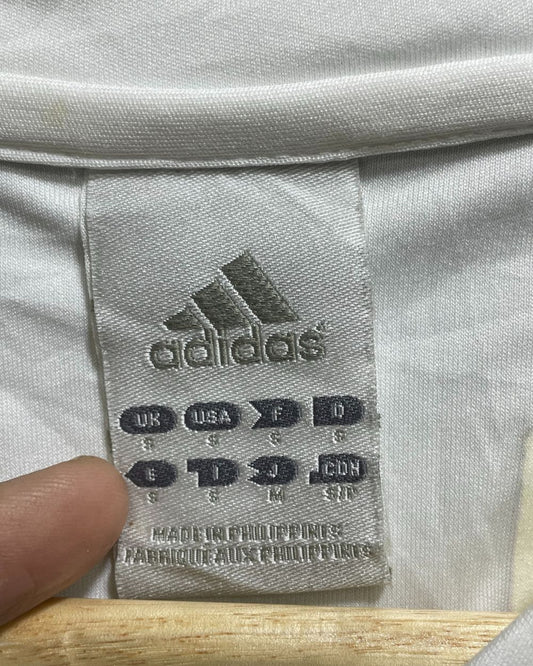 adidas
UK USA F D
S S S S
G I J CDN
S S M S/P
MADE IN PHILIPPINES
FABRIQUE AUX PHILIPPINES